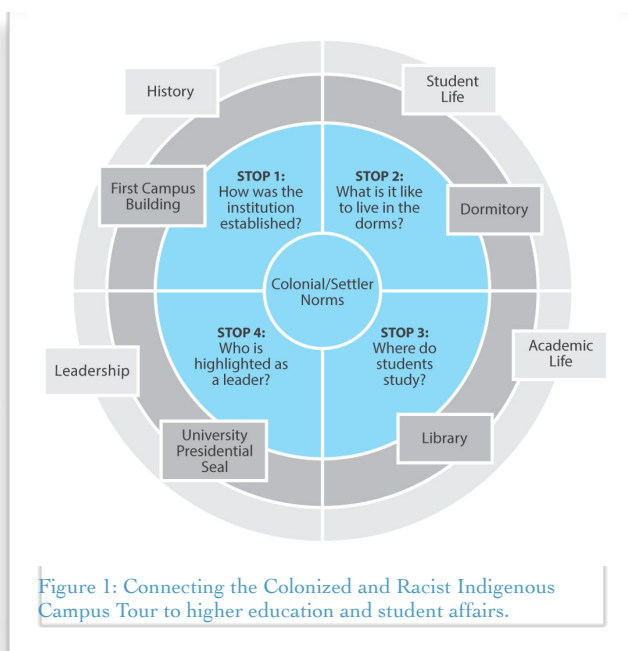 History
Student
Life
First Campus
Building
STOP 1:
How was the
institution
established?
STOP 2:
What is it like
to live in the
dorms?
Dormitory
Colonial/Settler
Norms
Leadership
STOP 4:
Who is
highlighted as
a leader?
STOP 3:
Where do
students
study?
Academic
Life
University
Presidential
Seal
Library
Figure 1: Connecting the Colonized and Racist Indigenous
Campus Tour to higher education and student affairs.